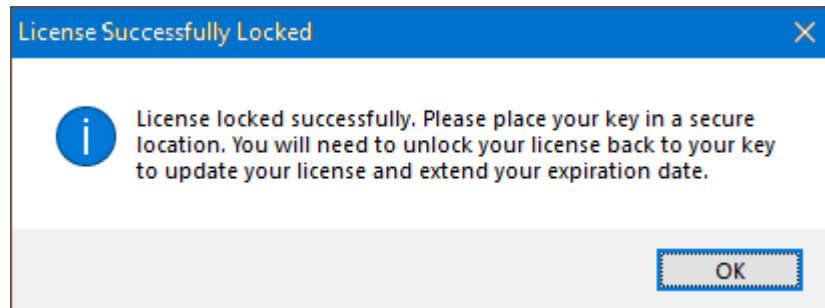 License Successfully Locked
License locked successfully. Please place your key in a secure
location. You will need to unlock your license back to your key
to update your license and extend your expiration date.
OK